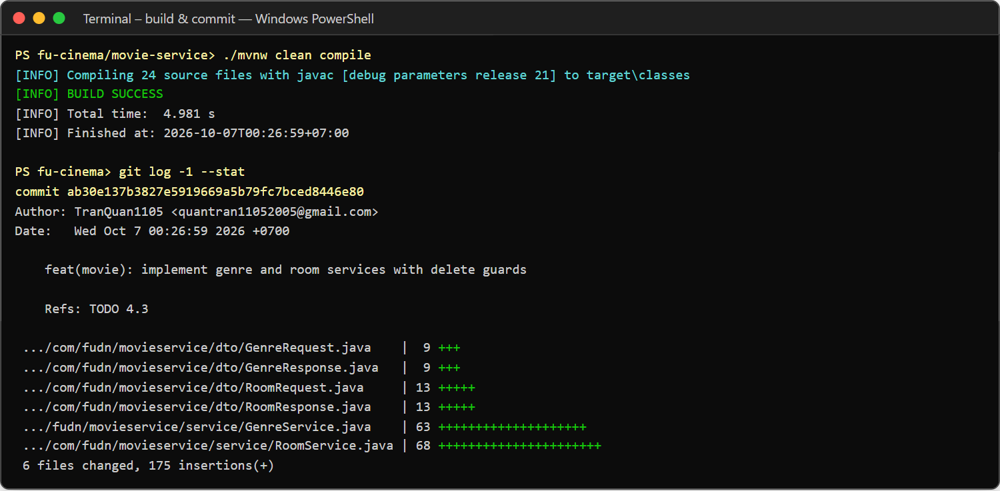 Terminal – build & commit — Windows PowerShell
PS fu-cinema/movie-service> ./mvnw clean compile
[INFO] Compiling 24 source files with javac [debug parameters release 21] to target\classes
[INFO] BUILD SUCCESS
[INFO] Total time:  4.981 s
[INFO] Finished at: 2026-10-07T00:26:59+07:00
PS fu-cinema> git log -1 --stat
commit ab30e137b3827e5919669a5b79fc7bced8446e80
Author: TranQuan1105 <quantran11052005@gmail.com>
Date:   Wed Oct 7 00:26:59 2026 +0700
feat(movie): implement genre and room services with delete guards
Refs: TODO 4.3
.../com/fudn/movieservice/dto/GenreRequest.java    |  9 +++
.../com/fudn/movieservice/dto/GenreResponse.java   |  9 +++
.../com/fudn/movieservice/dto/RoomRequest.java     | 13 +++++
.../com/fudn/movieservice/dto/RoomResponse.java    | 13 +++++
.../fudn/movieservice/service/GenreService.java    | 63 ++++++++++++++++++++
.../com/fudn/movieservice/service/RoomService.java | 68 ++++++++++++++++++++++
6 files changed, 175 insertions(+)